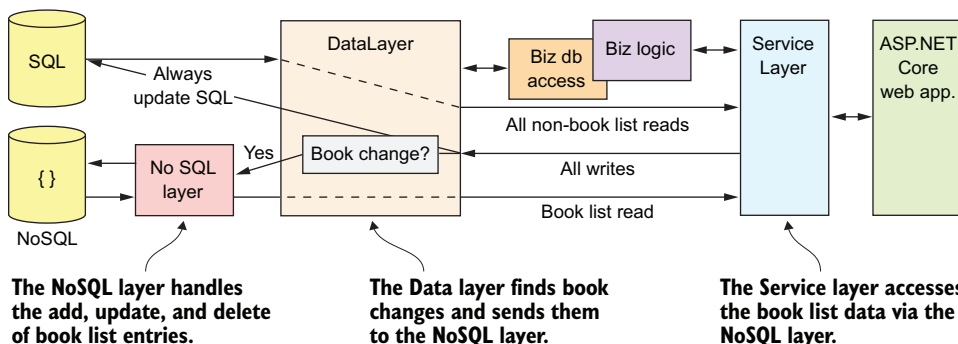 SQL
Always
update SQL
DataLayer
Biz db
access
Biz logic
Service
Layer
ASP.NET
Core
web app.
All non-book list reads
Book change?
Yes
All writes
{ }
NoSQL
No SQL
layer
Book list read
The NoSQL layer handles
the add, update, and delete
of book list entries.
The Data layer finds book
changes and sends them
to the NoSQL layer.
The Service layer accesses
the book list data via the
NoSQL layer.